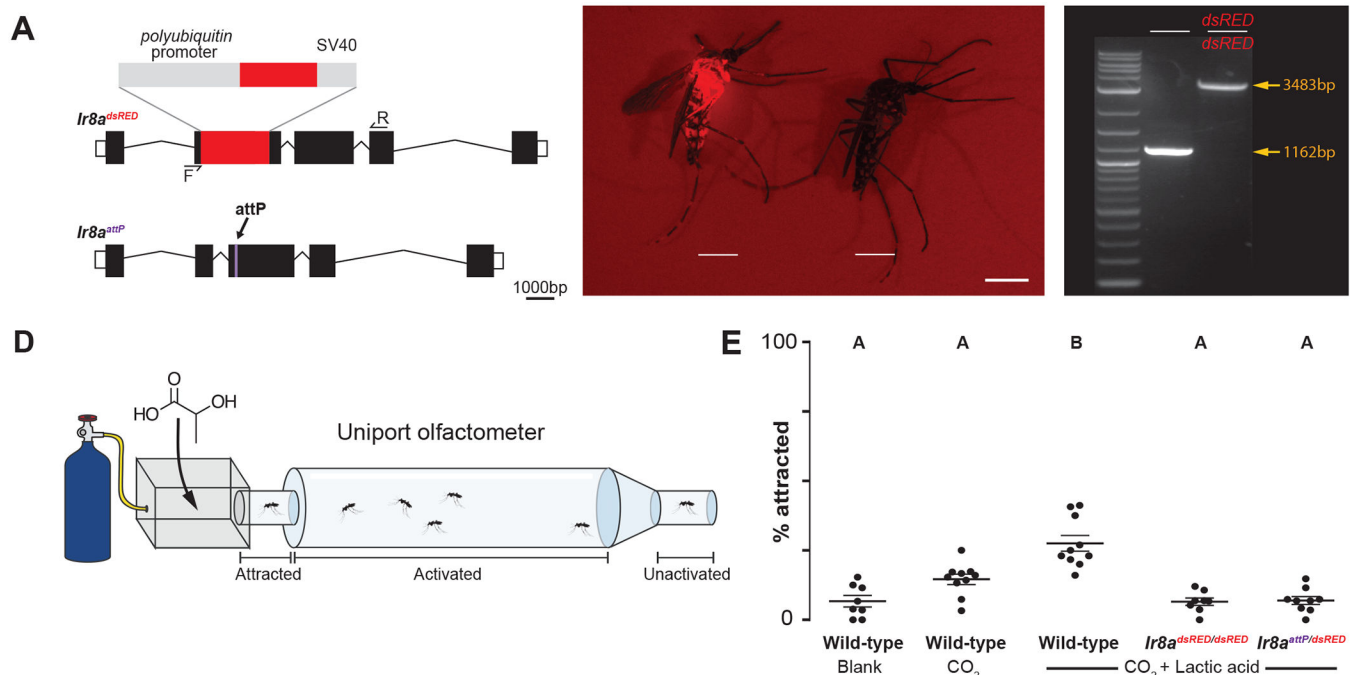 A
polyubiquitin
promoter
SV40
Ir8a^dsRED
R
F
attP
Ir8a^attP
1000bp
dsRED
dsRED
3483bp
1162bp
D
O
HO
OH
Uniport olfactometer
Attracted
Activated
Unactivated
E
% attracted
100
0
A
A
B
A
A
Wild-type
Blank
Wild-type
CO₂
Wild-type
Ir8a^dsRED/dsRED
Ir8a^attP/dsRED
CO₂ + Lactic acid